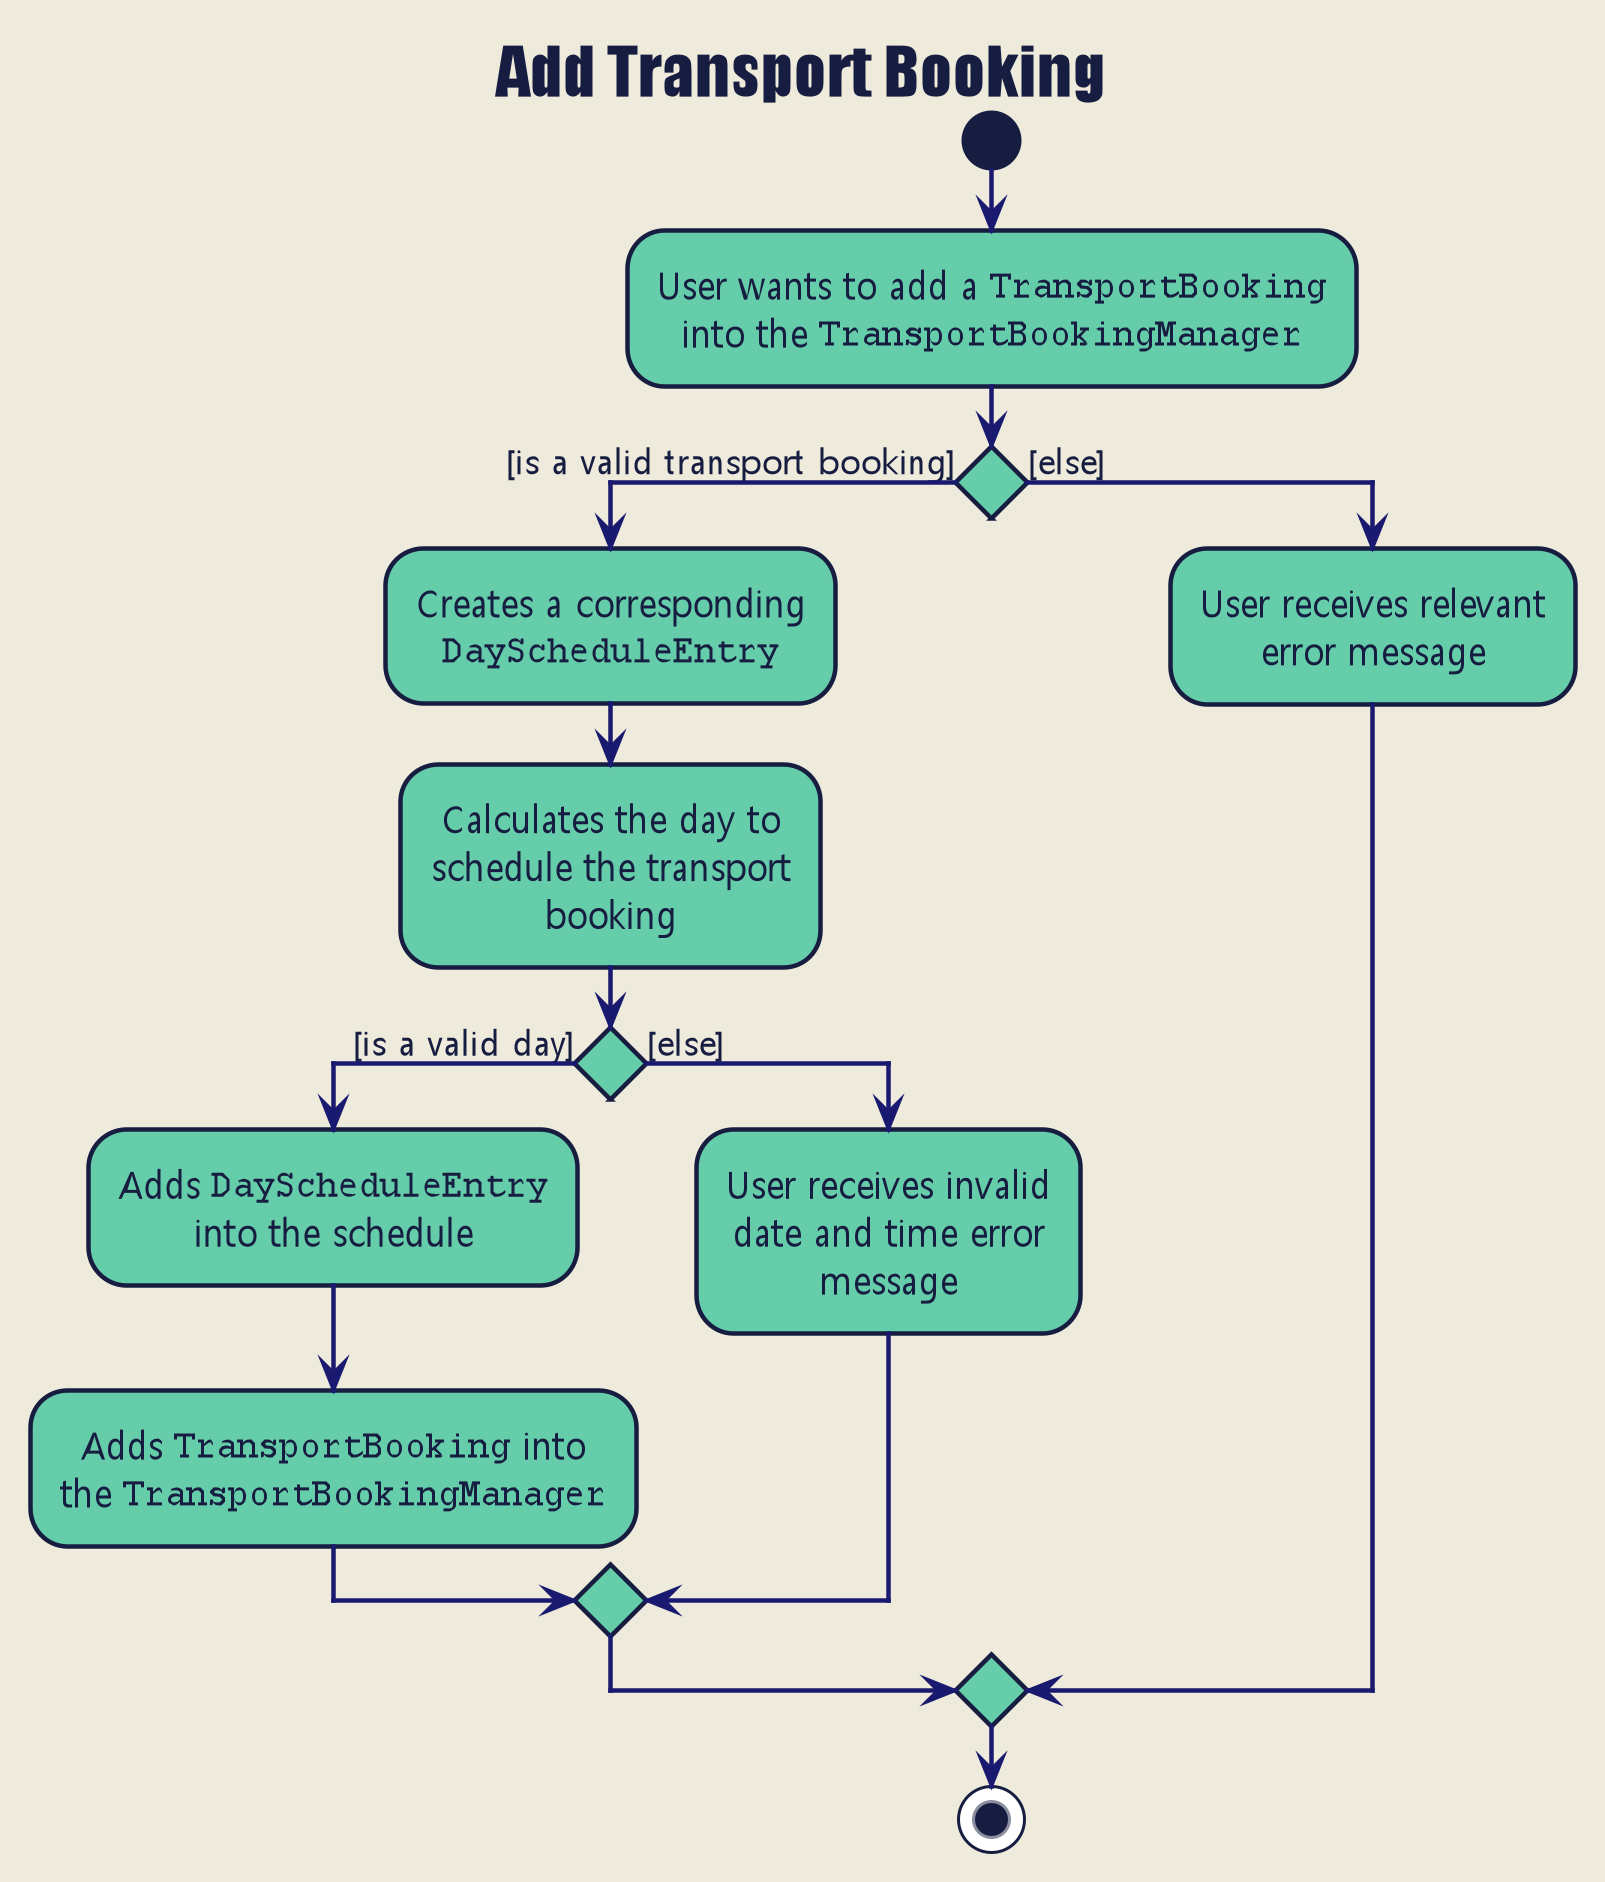 Add Transport Booking
User wants to add a TransportBooking
into the TransportBookingManager
[is a valid transport booking]
[else]
Creates a corresponding
DayScheduleEntry
User receives relevant
error message
Calculates the day to
schedule the transport
booking
[is a valid day]
[else]
Adds DayScheduleEntry
into the schedule
User receives invalid
date and time error
message
Adds TransportBooking into
the TransportBookingManager